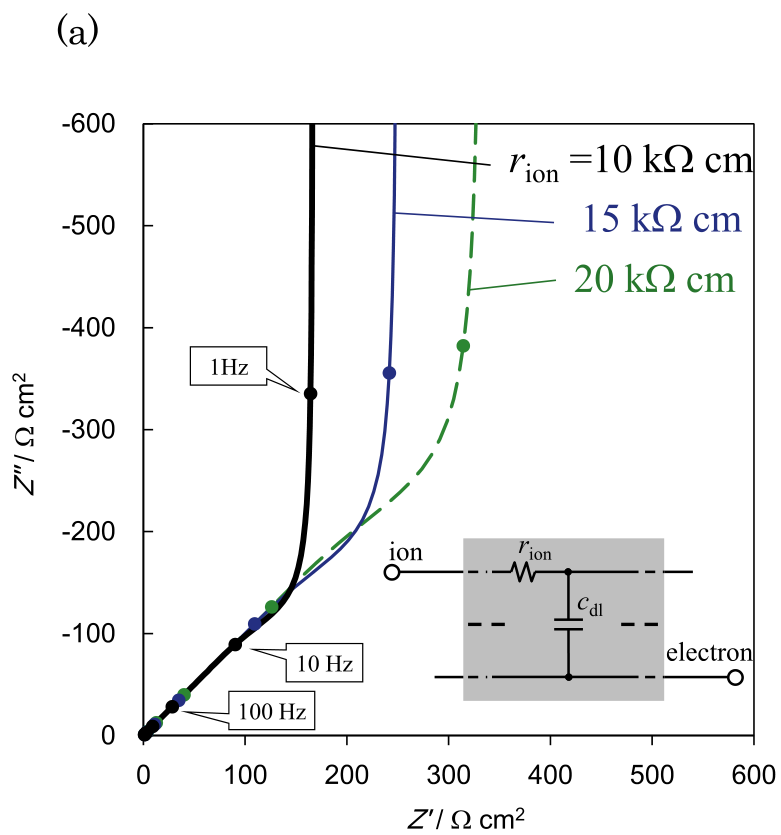 (a)
-600
-500
-400
-300
-200
-100
0
Z″/ Ω cm²
0 100 200 300 400 500 600
Z′/ Ω cm²
r_ion =10 kΩ cm
15 kΩ cm
20 kΩ cm
1Hz
10 Hz
100 Hz
ion
r_ion
c_dl
electron